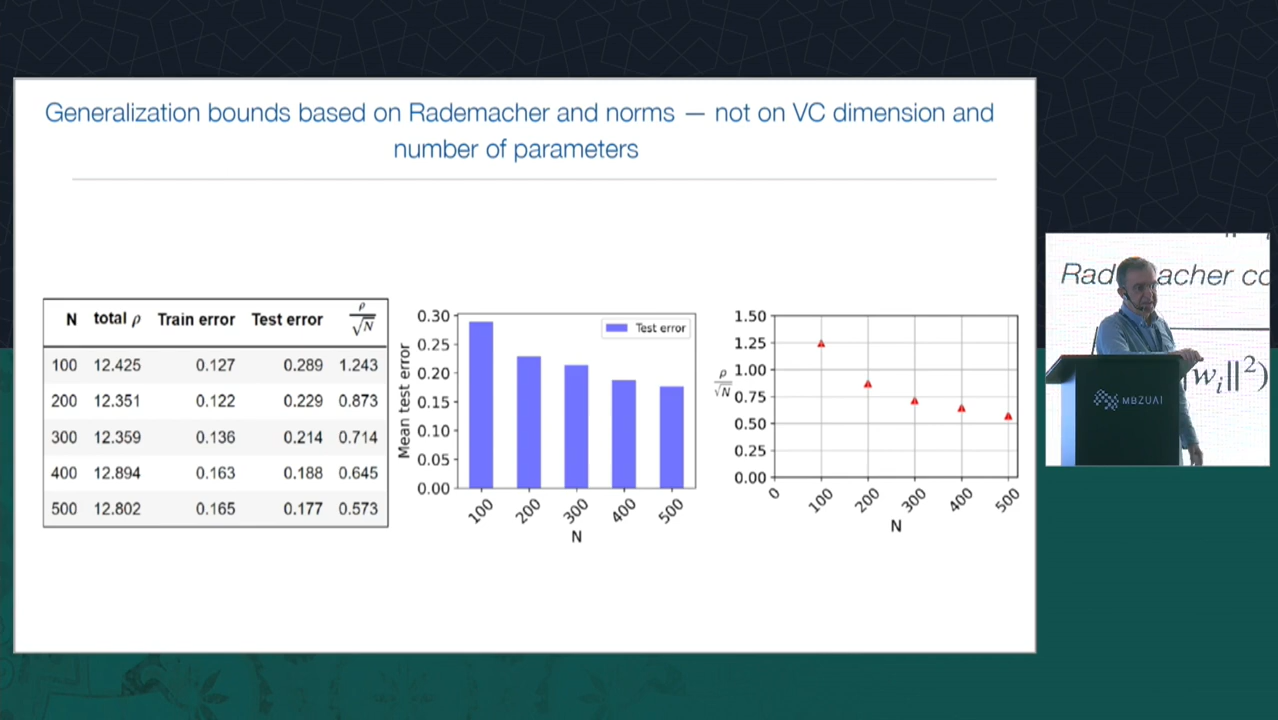 Generalization bounds based on Rademacher and norms — not on VC dimension and
number of parameters
N total ρ Train error Test error ρ/√N
100 12.425 0.127 0.289 1.243
200 12.351 0.122 0.229 0.873
300 12.359 0.136 0.214 0.714
400 12.894 0.163 0.188 0.645
500 12.802 0.165 0.177 0.573
Mean test error
0.30
0.25
0.20
0.15
0.10
0.05
0.00
Test error
100 200 300 400 500
N
ρ/√N
1.50
1.25
1.00
0.75
0.50
0.25
0.00
0 100 200 300 400 500
N
Rad acher co
w_i||²)
MBZUAI